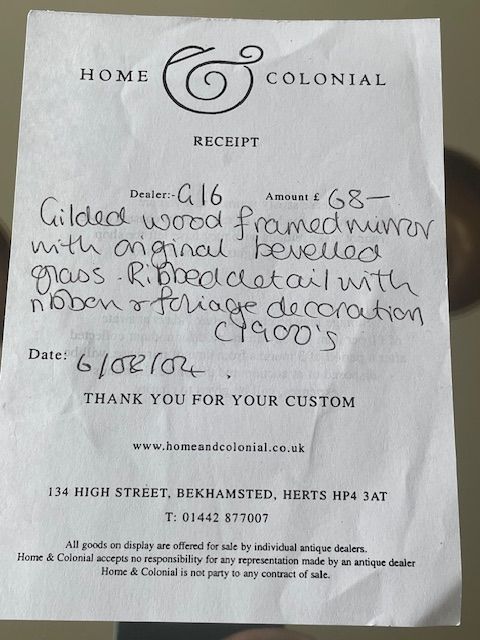 HOME & COLONIAL
RECEIPT
Dealer:- G16 Amount £ 68—
Gilded wood framed mirror
with original bevelled
glass. Ribbed detail with
ribbon & foliage decoration
C1900's
Date: 6/08/04.
THANK YOU FOR YOUR CUSTOM
www.homeandcolonial.co.uk
134 HIGH STREET, BEKHAMSTED, HERTS HP4 3AT
T: 01442 877007
All goods on display are offered for sale by individual antique dealers.
Home & Colonial accepts no responsibility for any representation made by an antique dealer
Home & Colonial is not party to any contract of sale.